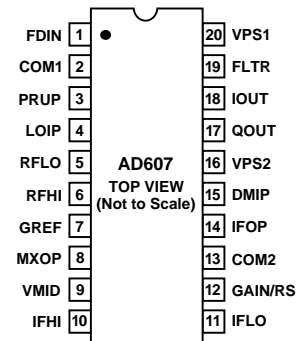 FDIN 1 20 VPS1
COM1 2 19 FLTR
PRUP 3 18 IOUT
LOIP 4 17 QOUT
RFLO 5 AD607 16 VPS2
RFHI 6 TOP VIEW 15 DMIP
(Not to Scale)
GREF 7 14 IFOP
MXOP 8 13 COM2
VMID 9 12 GAIN/RS
IFHI 10 11 IFLO